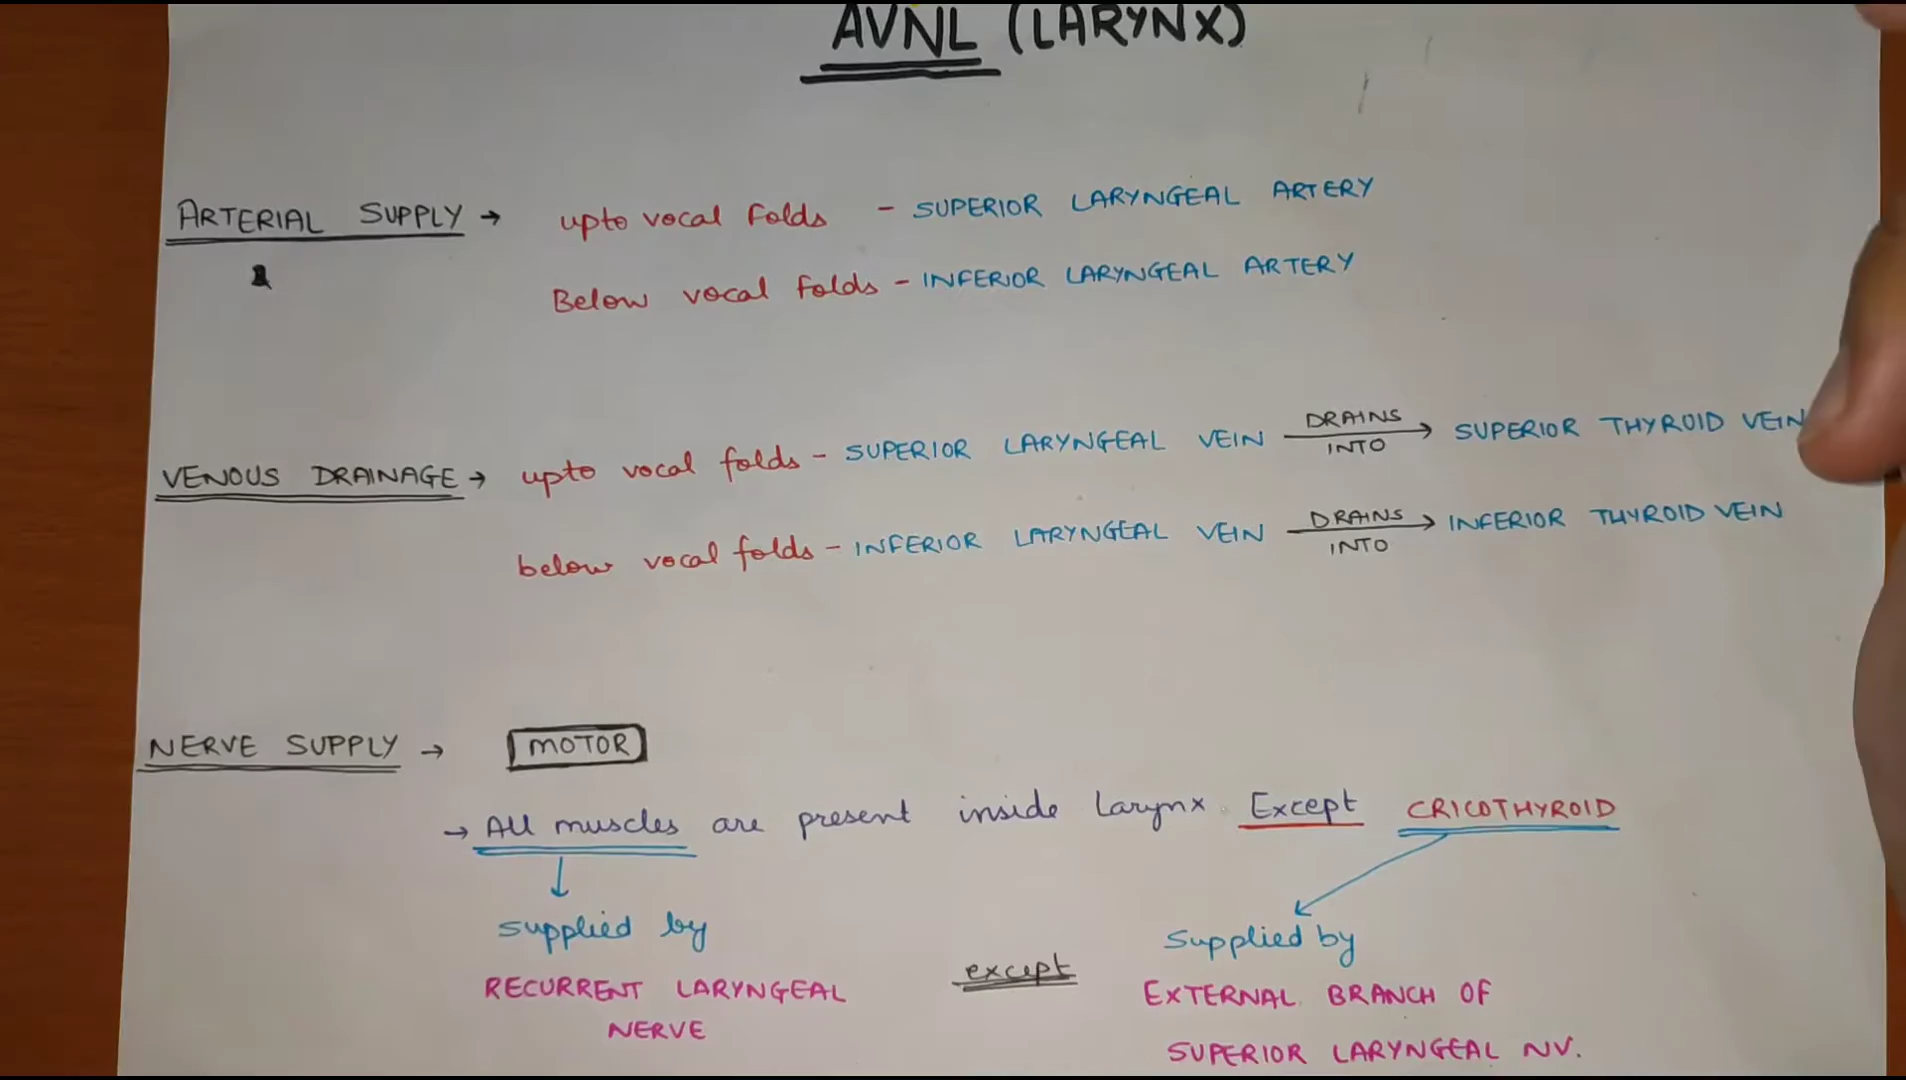 AVNL (LARYNX)
ARTERIAL SUPPLY → upto vocal Folds - SUPERIOR LARYNGEAL ARTERY
Below vocal folds - INFERIOR LARYNGEAL ARTERY
VENOUS DRAINAGE → upto vocal folds - SUPERIOR LARYNGEAL VEIN DRAINS INTO → SUPERIOR THYROID VEIN
below vocal folds - INFERIOR LARYNGEAL VEIN DRAINS INTO → INFERIOR THYROID VEIN
NERVE SUPPLY → MOTOR
→ All muscles are present inside Larynx. Except CRICOTHYROID
supplied by
RECURRENT LARYNGEAL
NERVE
except
Supplied by
EXTERNAL BRANCH OF
SUPERIOR LARYNGEAL NV.